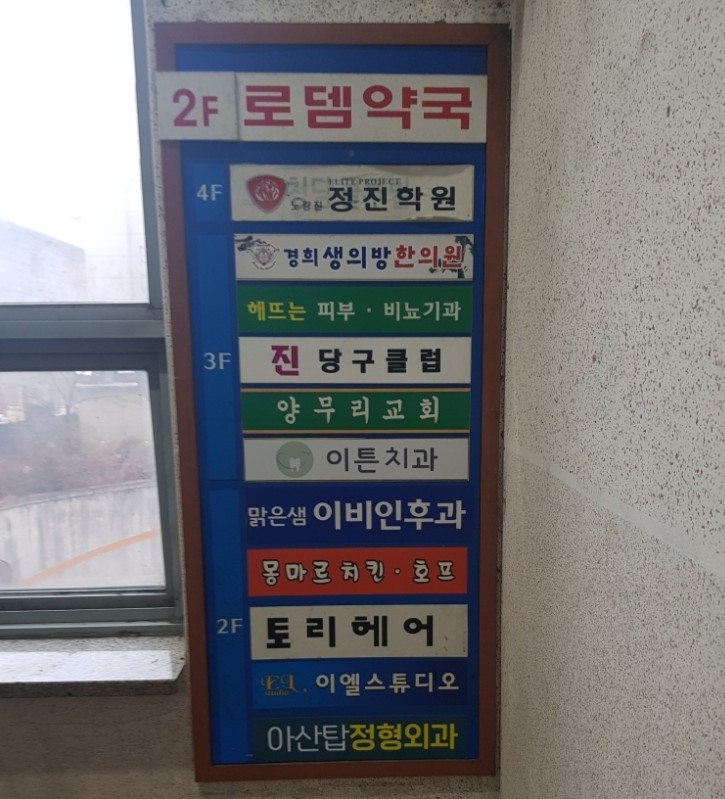 2F 로뎀약국
4F
ELITE PROJECT
노량진 정진학원
경희생의방한의원
해뜨는 피부 · 비뇨기과
3F
진 당구클럽
양무리교회
이튼치과
맑은샘 이비인후과
몽마르치킨 · 호프
2F
토리헤어
EL 이엘스튜디오
아산탑정형외과